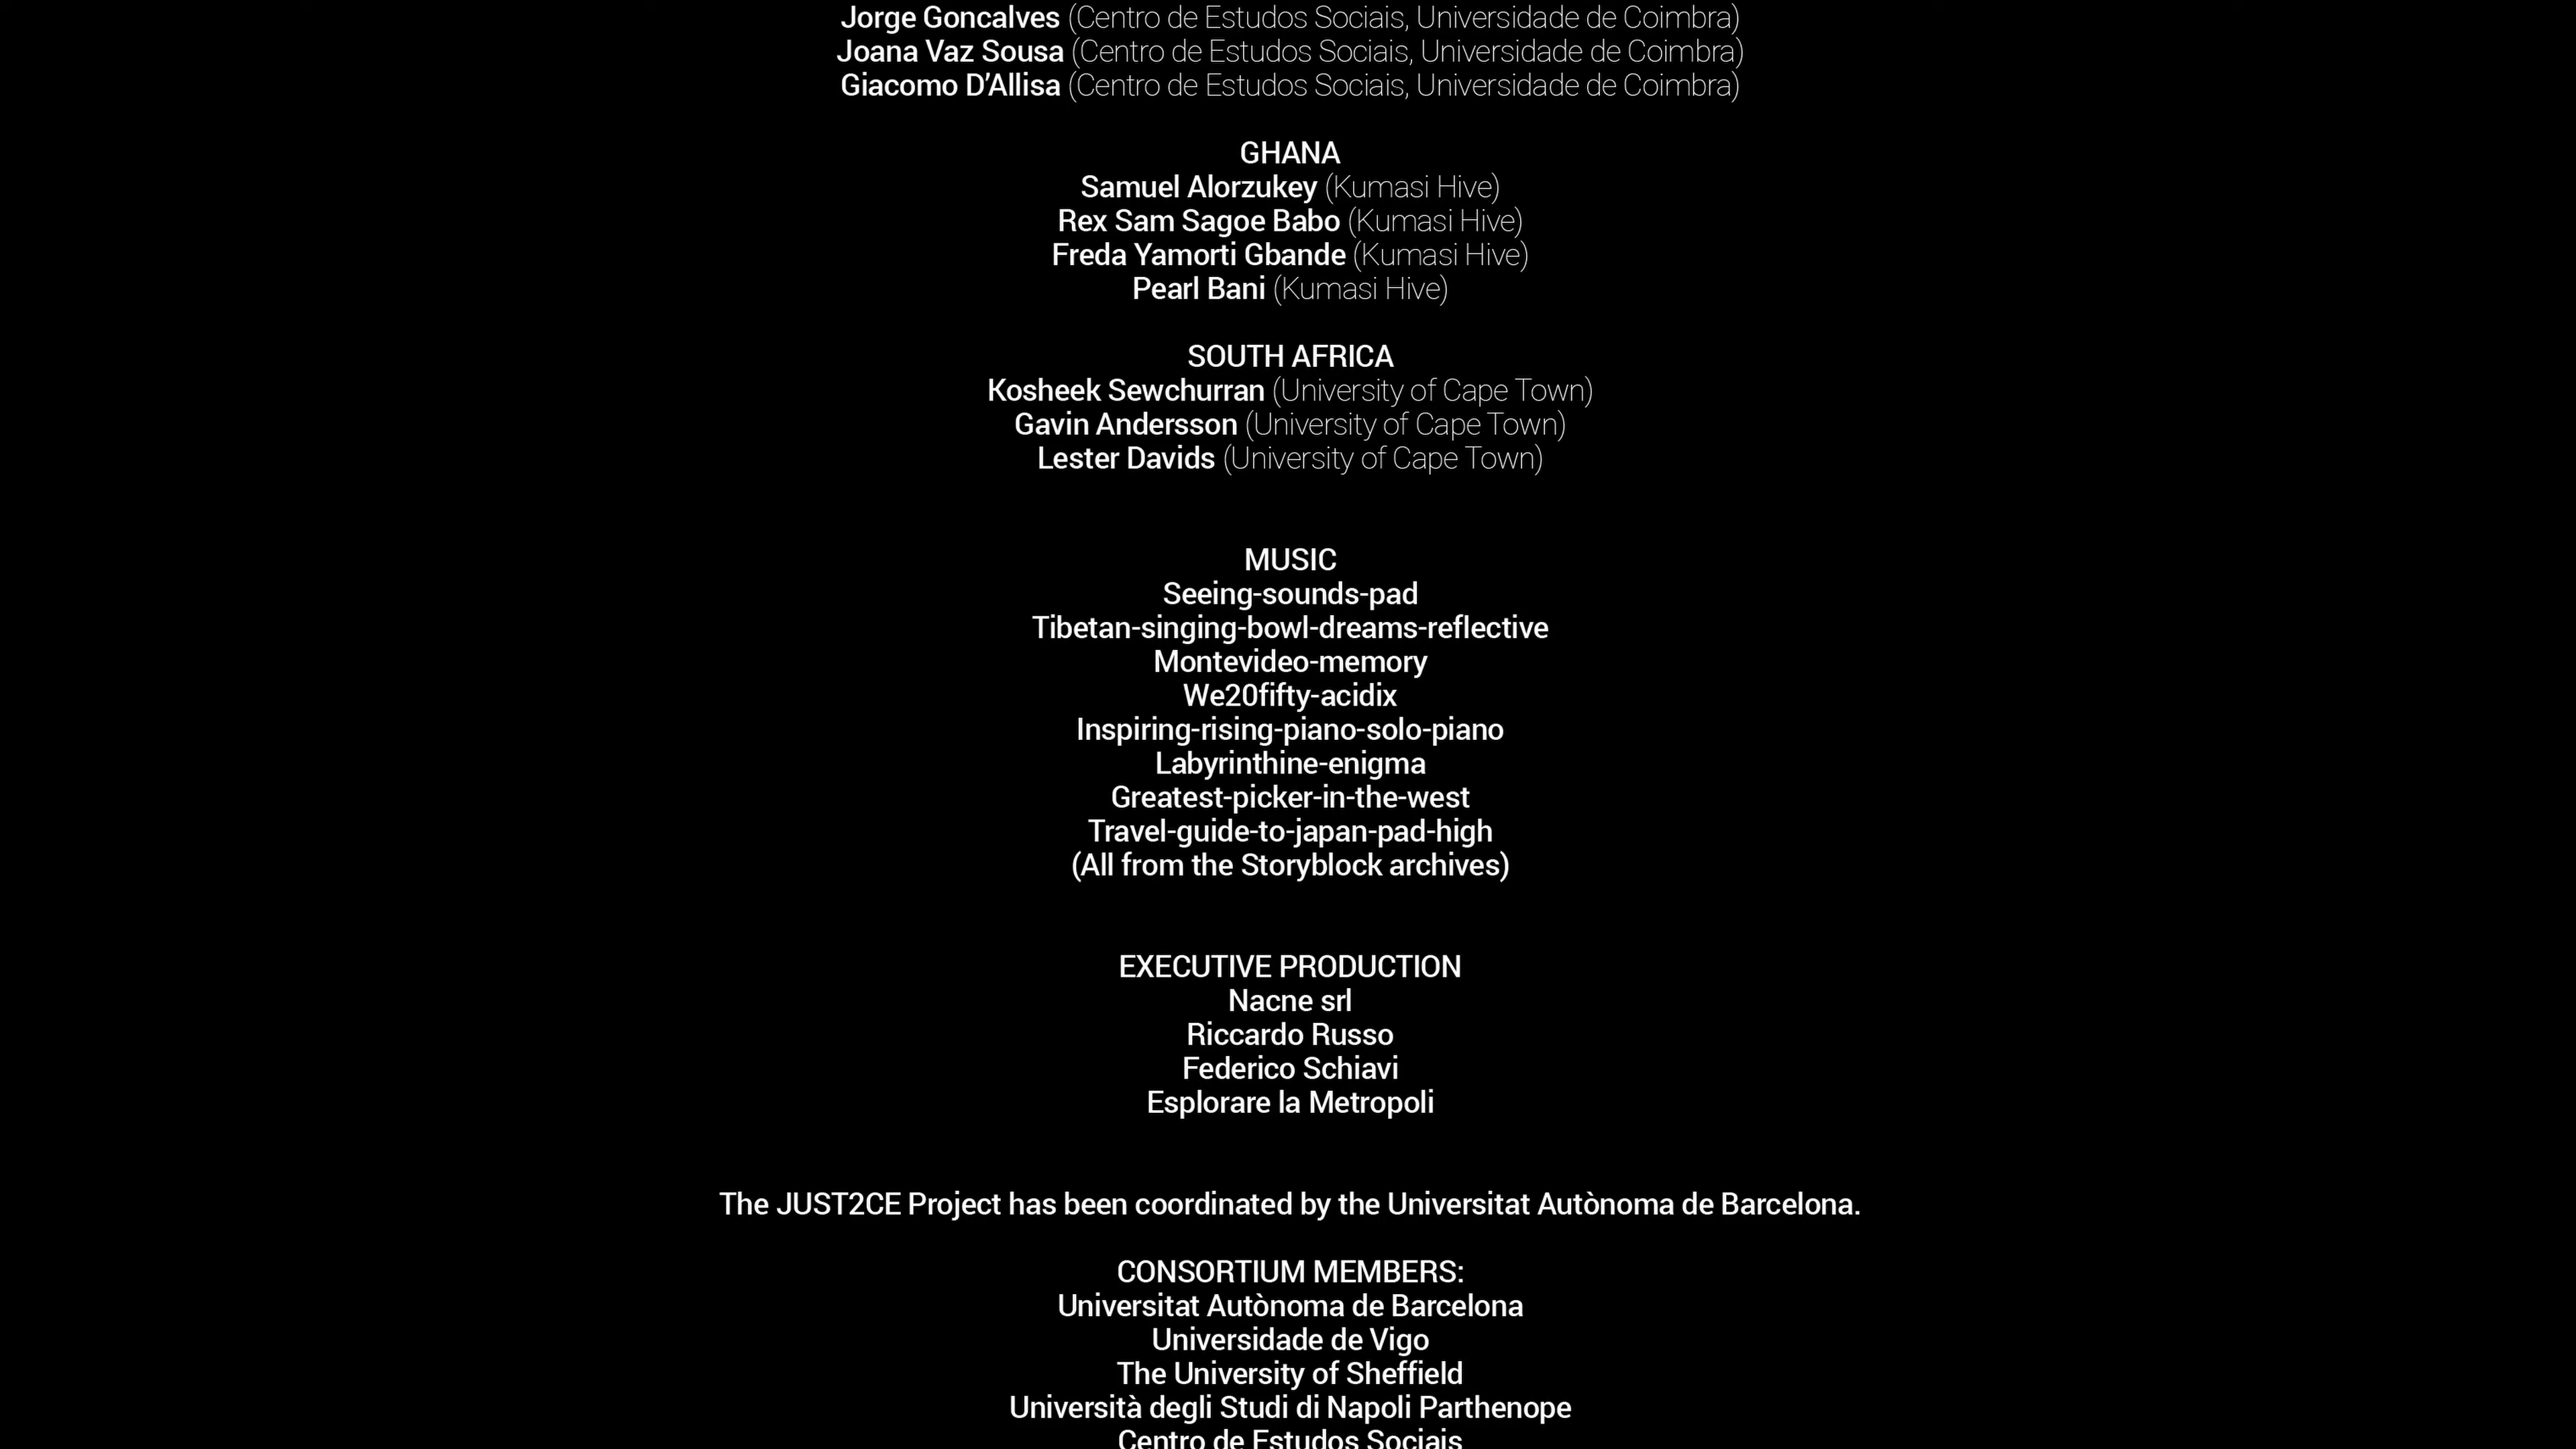 Jorge Goncalves (Centro de Estudos Sociais, Universidade de Coimbra)
Joana Vaz Sousa (Centro de Estudos Sociais, Universidade de Coimbra)
Giacomo D’Allisa (Centro de Estudos Sociais, Universidade de Coimbra)
GHANA
Samuel Alorzukey (Kumasi Hive)
Rex Sam Sagoe Babo (Kumasi Hive)
Freda Yamorti Gbande (Kumasi Hive)
Pearl Bani (Kumasi Hive)
SOUTH AFRICA
Kosheek Sewchurran (University of Cape Town)
Gavin Andersson (University of Cape Town)
Lester Davids (University of Cape Town)
MUSIC
Seeing-sounds-pad
Tibetan-singing-bowl-dreams-reflective
Montevideo-memory
We20fifty-acidix
Inspiring-rising-piano-solo-piano
Labyrinthine-enigma
Greatest-picker-in-the-west
Travel-guide-to-japan-pad-high
(All from the Storyblock archives)
EXECUTIVE PRODUCTION
Nacne srl
Riccardo Russo
Federico Schiavi
Esplorare la Metropoli
The JUST2CE Project has been coordinated by the Universitat Autònoma de Barcelona.
CONSORTIUM MEMBERS:
Universitat Autònoma de Barcelona
Universidade de Vigo
The University of Sheffield
Università degli Studi di Napoli Parthenope
Centro de Estudos Sociais